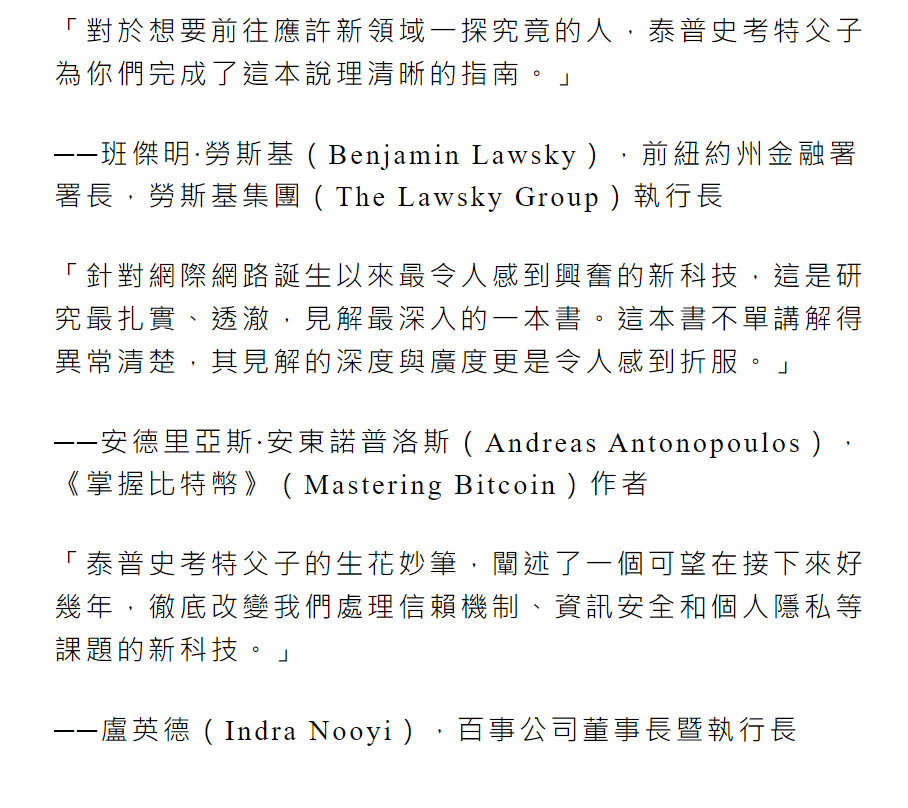 「對於想要前往應許新領域一探究竟的人，泰普史考特父子
為你們完成了這本說理清晰的指南。」
——班傑明·勞斯基（Benjamin Lawsky），前紐約州金融署
署長，勞斯基集團（The Lawsky Group）執行長
「針對網際網路誕生以來最令人感到興奮的新科技，這是研
究最扎實、透澈，見解最深入的一本書。這本書不單講解得
異常清楚，其見解的深度與廣度更是令人感到折服。」
——安德里亞斯·安東諾普洛斯（Andreas Antonopoulos），
《掌握比特幣》（Mastering Bitcoin）作者
「泰普史考特父子的生花妙筆，闡述了一個可望在接下來好
幾年，徹底改變我們處理信賴機制、資訊安全和個人隱私等
課題的新科技。」
——盧英德（Indra Nooyi），百事公司董事長暨執行長